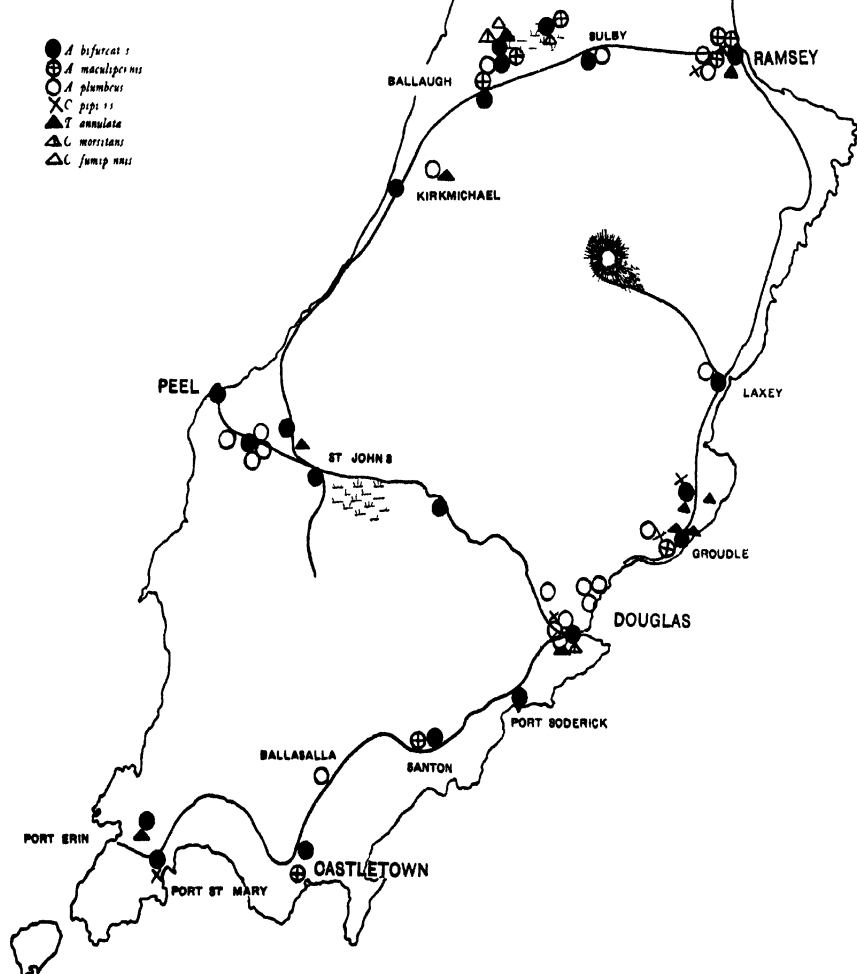 A bifurcat s
A maculipennis
A plumbeus
C pipi ns
T annulata
C morsitans
C fumip nnis
SULBY
RAMSEY
BALLAUGH
KIRKMICHAEL
PEEL
LAXEY
ST JOHNS
GROUDLE
DOUGLAS
PORT SODERICK
BALLASALLA
SANTON
PORT ERIN
CASTLETOWN
PORT ST MARY